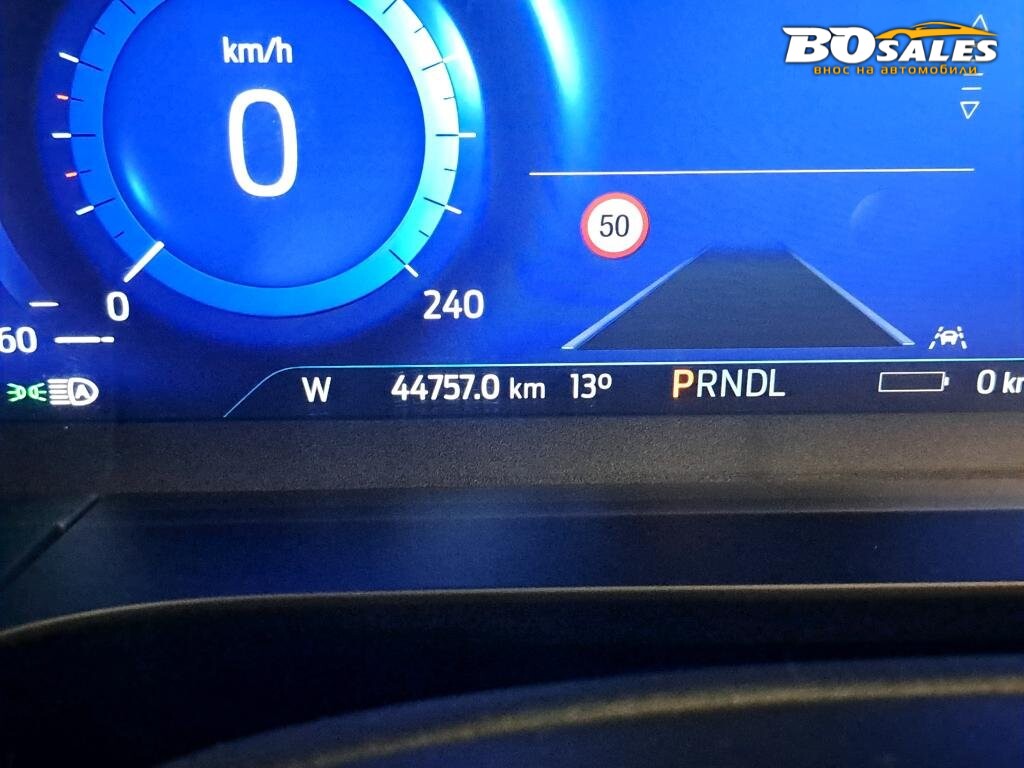 BOSALES
внос на автомобили
km/h
0
50
0
240
60
A
W 44757.0 km 13° PRNDL 0 km